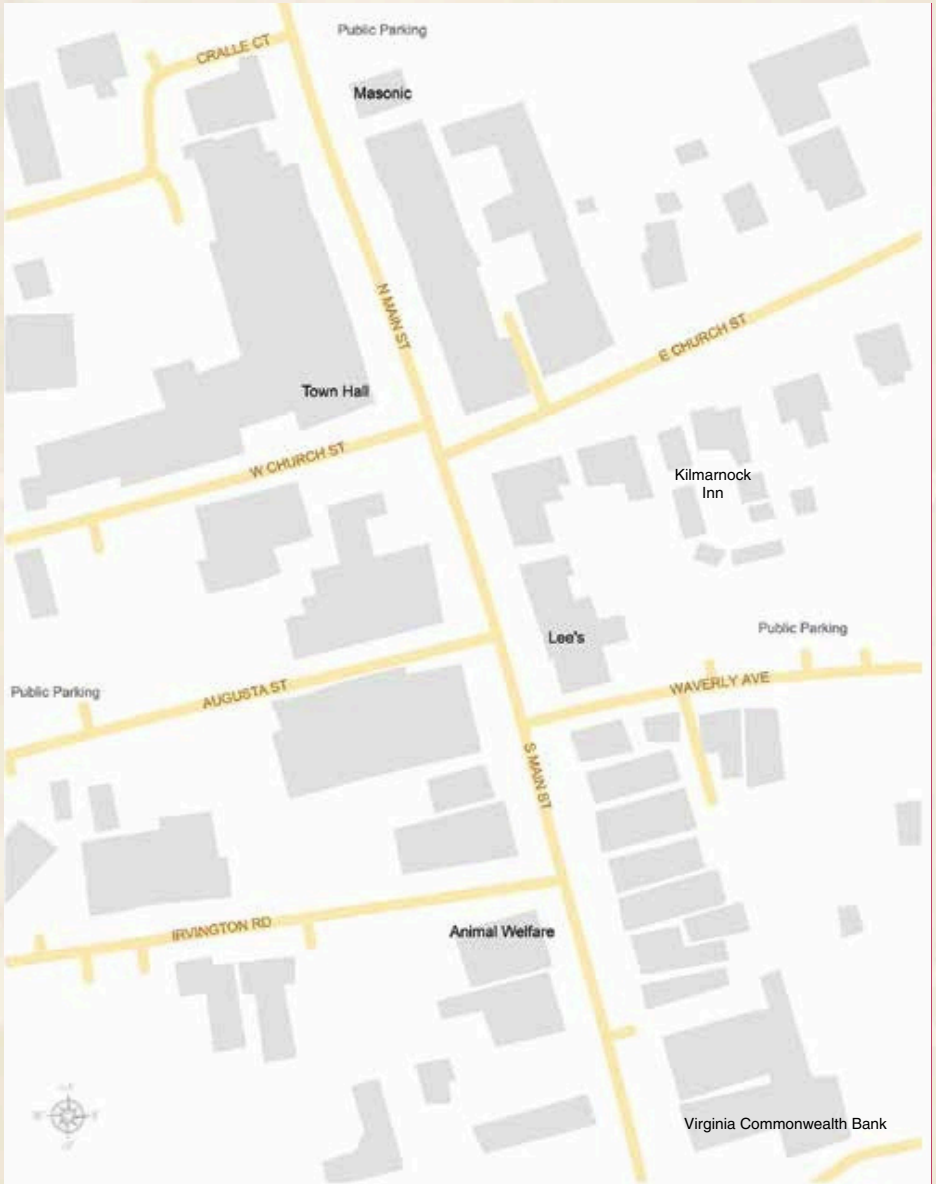 Public Parking
CRALLE CT
Masonic
N MAIN ST
E CHURCH ST
Town Hall
W CHURCH ST
Kilmarnock
Inn
Public Parking
Lee's
WAVERLY AVE
Public Parking
AUGUSTA ST
S MAIN ST
IRVINGTON RD
Animal Welfare
Virginia Commonwealth Bank